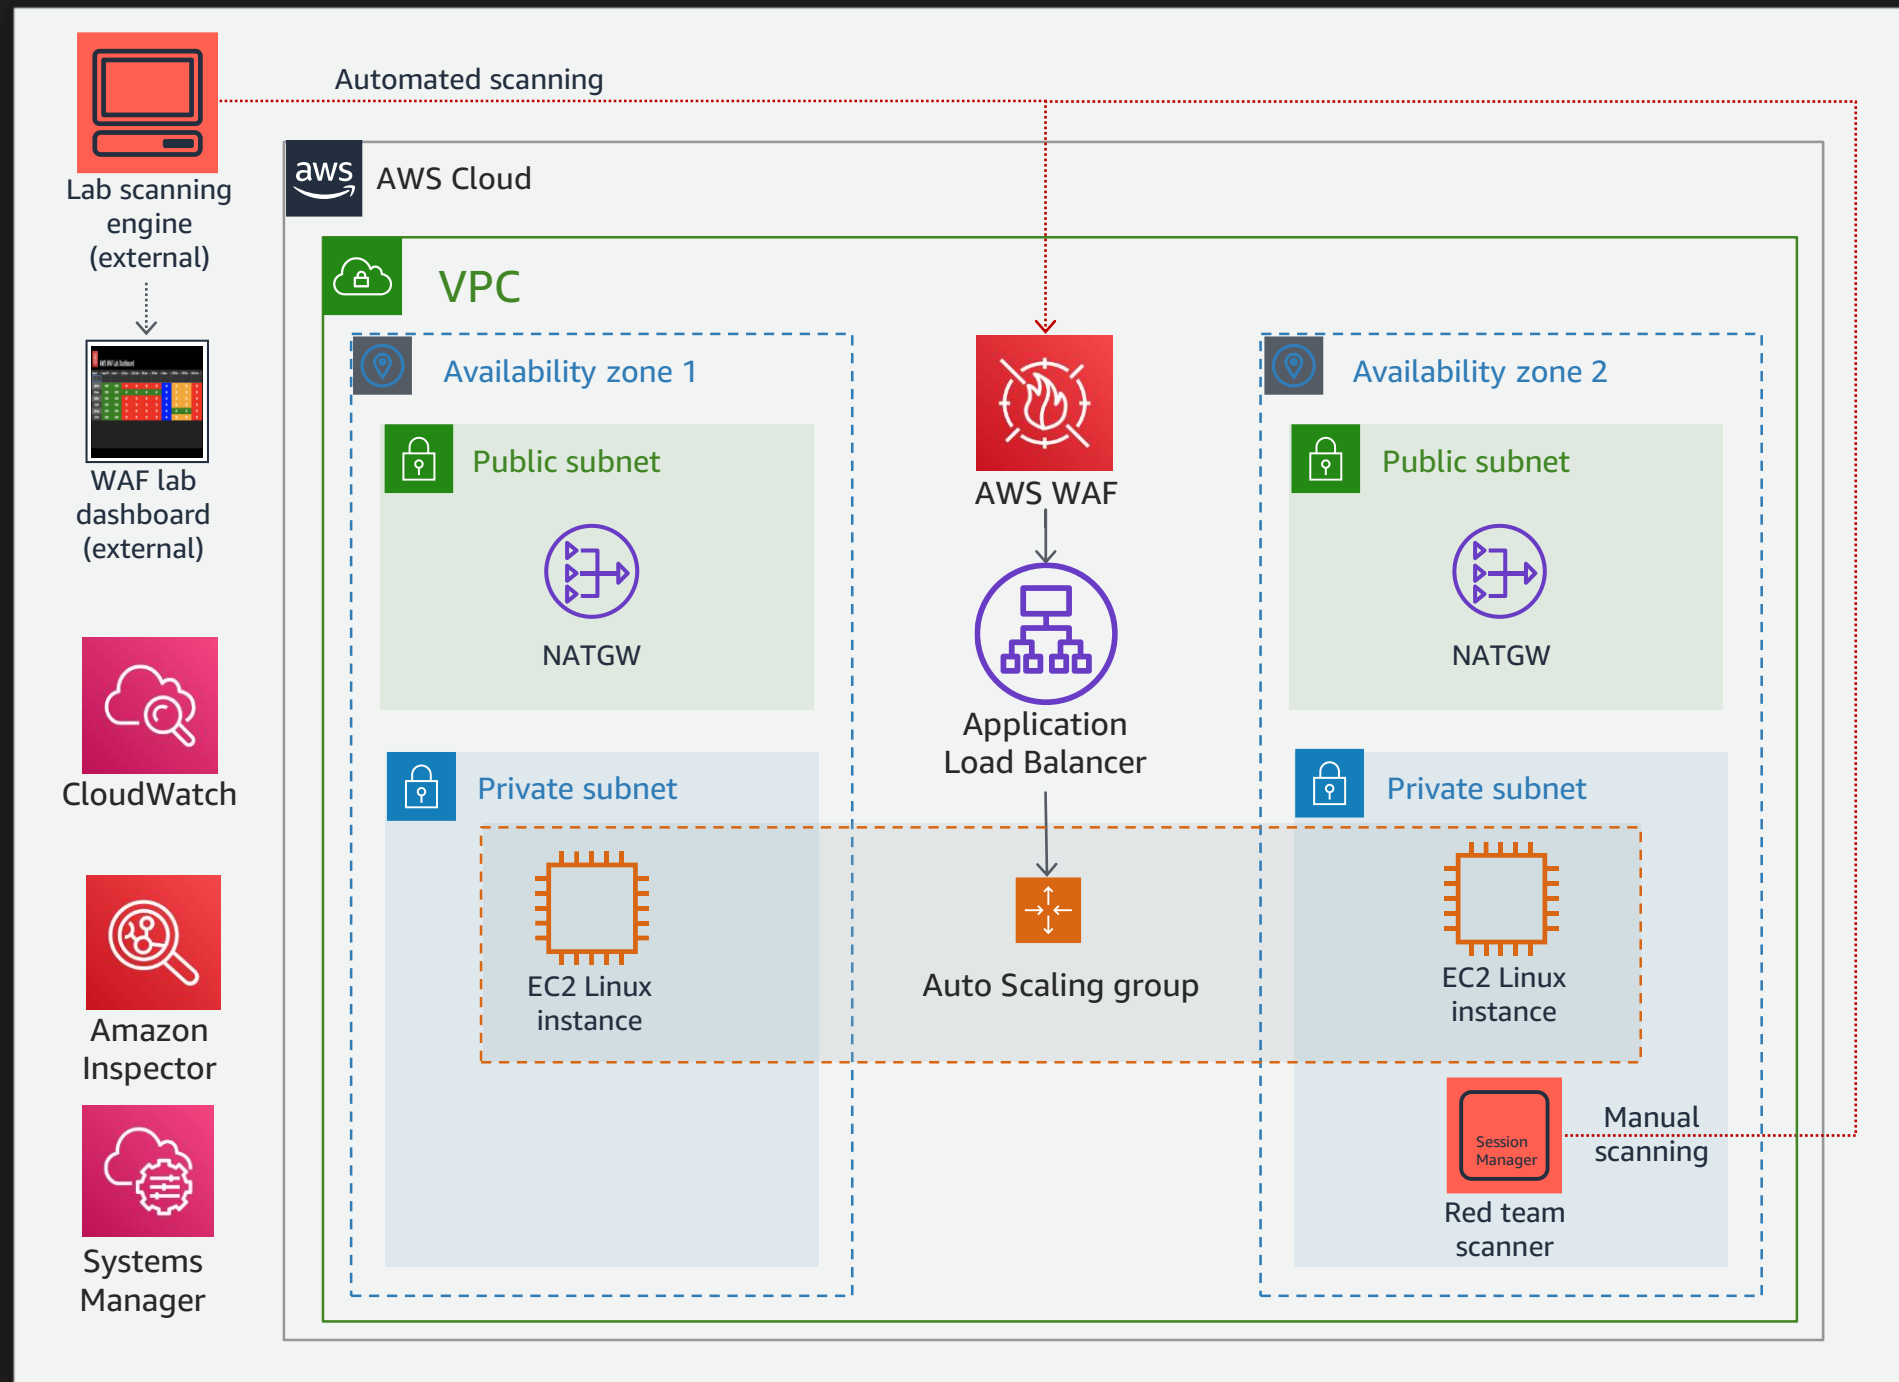 Automated scanning
Lab scanning
engine
(external)
aws
AWS Cloud
VPC
WAF lab
dashboard
(external)
CloudWatch
Amazon
Inspector
Systems
Manager
Availability zone 1
Public subnet
NATGW
Private subnet
EC2 Linux
instance
AWS WAF
Application
Load Balancer
Auto Scaling group
Availability zone 2
Public subnet
NATGW
Private subnet
EC2 Linux
instance
Session
Manager
Manual
scanning
Red team
scanner